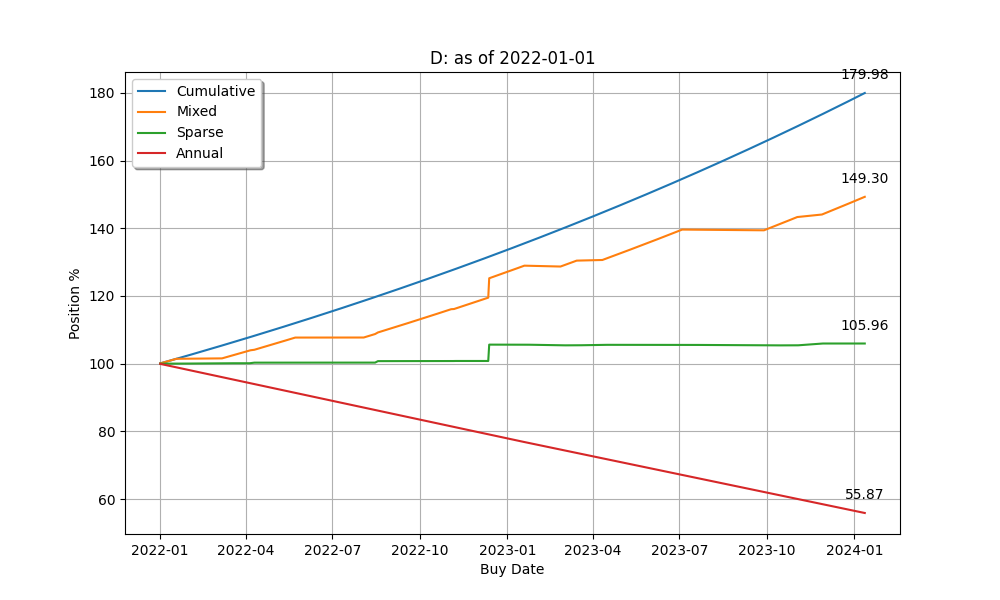 D: as of 2022-01-01
Cumulative
Mixed
Sparse
Annual
179.98
149.30
105.96
55.87
180
160
140
120
100
80
60
Position %
2022-01 2022-04 2022-07 2022-10 2023-01 2023-04 2023-07 2023-10 2024-01
Buy Date